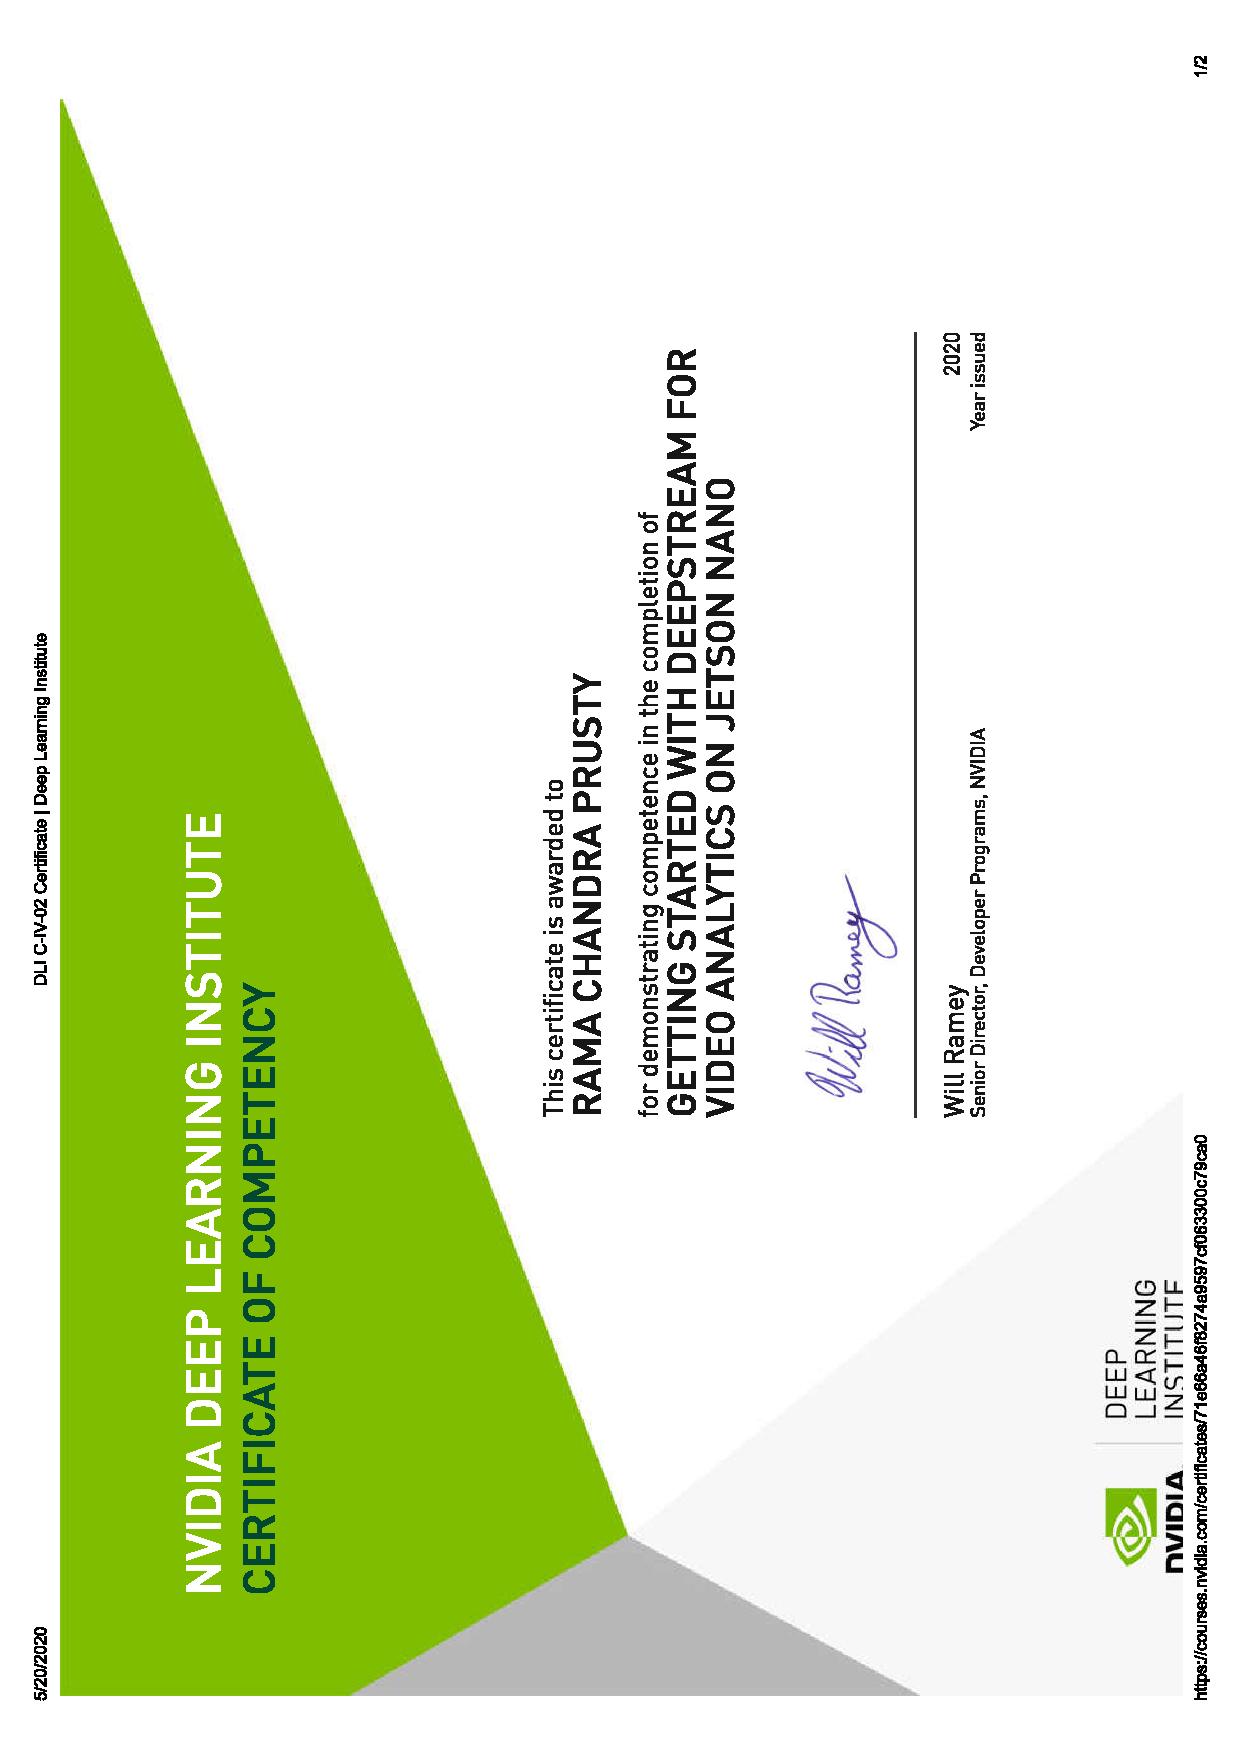 5/20/2020
DLI C-IV-02 Certificate | Deep Learning Institute
NVIDIA DEEP LEARNING INSTITUTE
CERTIFICATE OF COMPETENCY
This certificate is awarded to
RAMA CHANDRA PRUSTY
for demonstrating competence in the completion of
GETTING STARTED WITH DEEPSTREAM FOR
VIDEO ANALYTICS ON JETSON NANO
Will Ramey
Will Ramey
2020
Senior Director, Developer Programs, NVIDIA
Year issued
DEEP
LEARNING
INSTITUTE
NVIDIA
https://courses.nvidia.com/certificates/71e66a46f8274a9597cf063300c79ca0
1/2